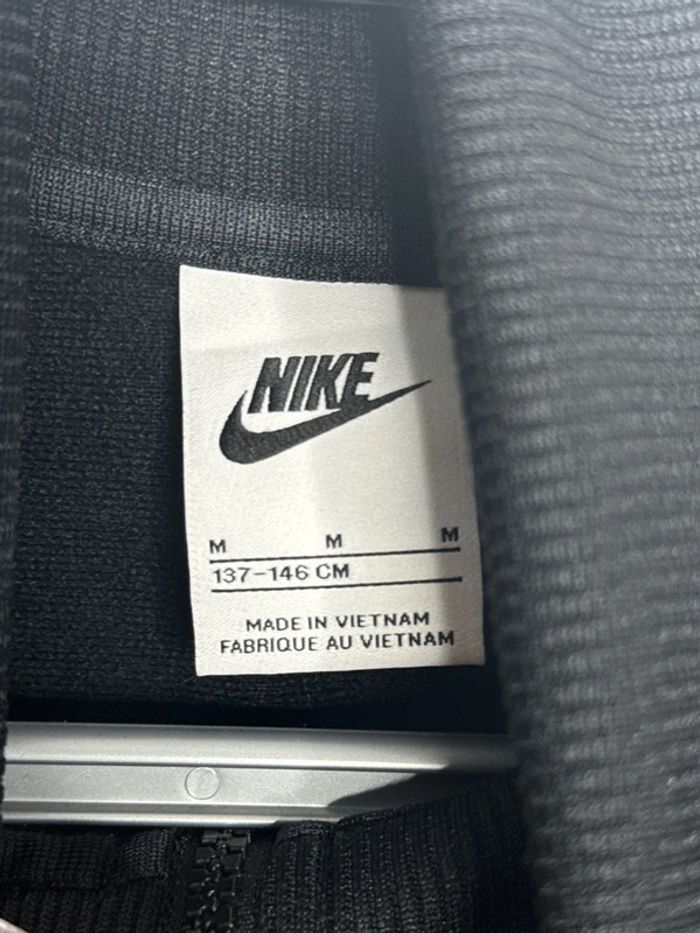 NIKE
M M M
137-146 CM
MADE IN VIETNAM
FABRIQUE AU VIETNAM